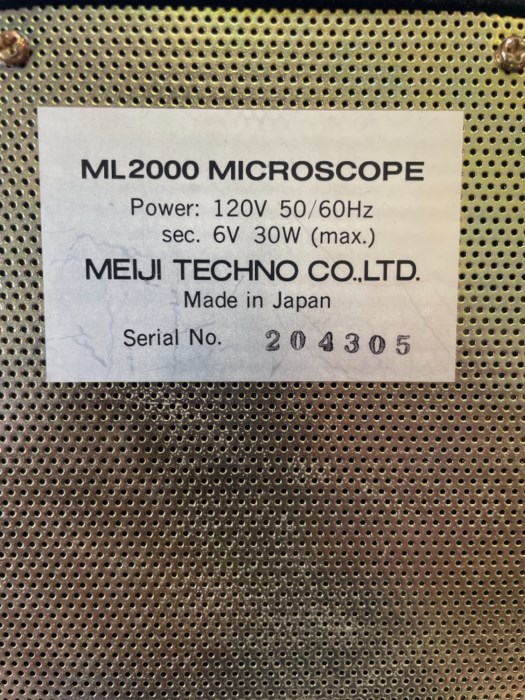 ML2000 MICROSCOPE
Power: 120V 50/60Hz
sec. 6V 30W (max.)
MEIJI TECHNO CO.,LTD.
Made in Japan
Serial No. 204305